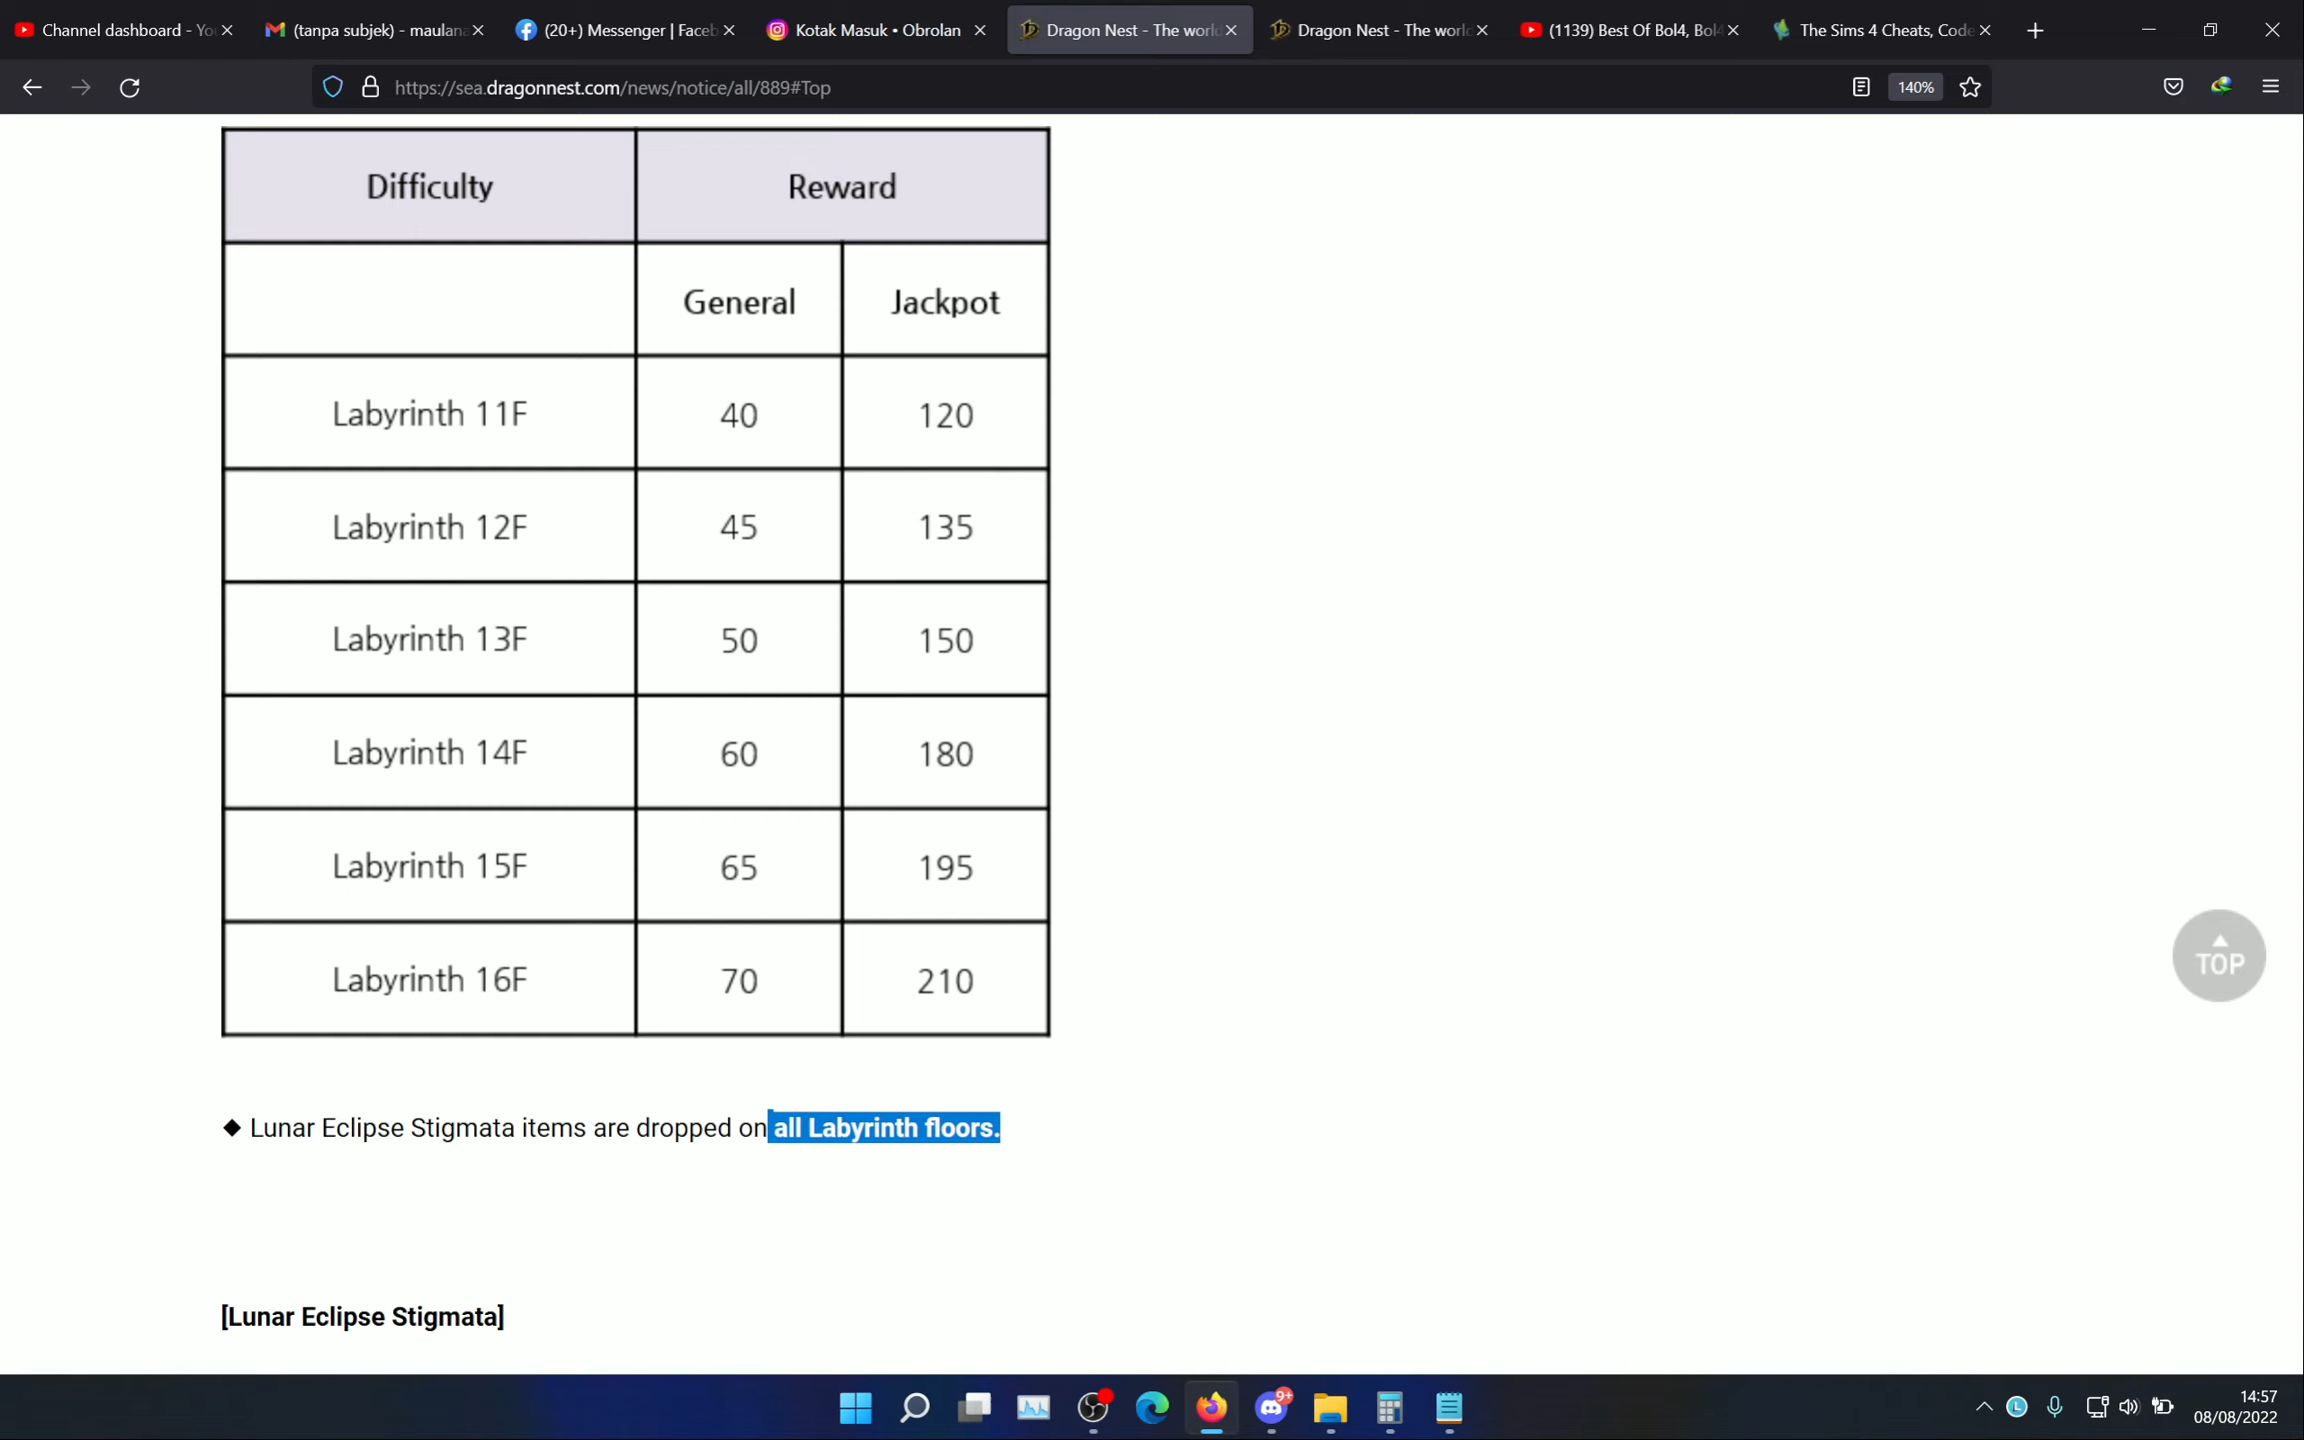 Channel dashboard - Yo
(tanpa subjek) - maulana
(20+) Messenger | Faceb
Kotak Masuk • Obrolan
Dragon Nest - The world
Dragon Nest - The world
(1139) Best Of Bol4, Bol4
The Sims 4 Cheats, Code
https://sea.dragonnest.com/news/notice/all/889#Top
140%
Difficulty Reward
General Jackpot
Labyrinth 11F 40 120
Labyrinth 12F 45 135
Labyrinth 13F 50 150
Labyrinth 14F 60 180
Labyrinth 15F 65 195
Labyrinth 16F 70 210
TOP
◆ Lunar Eclipse Stigmata items are dropped on all Labyrinth floors.
[Lunar Eclipse Stigmata]
9+
L
14:57
08/08/2022